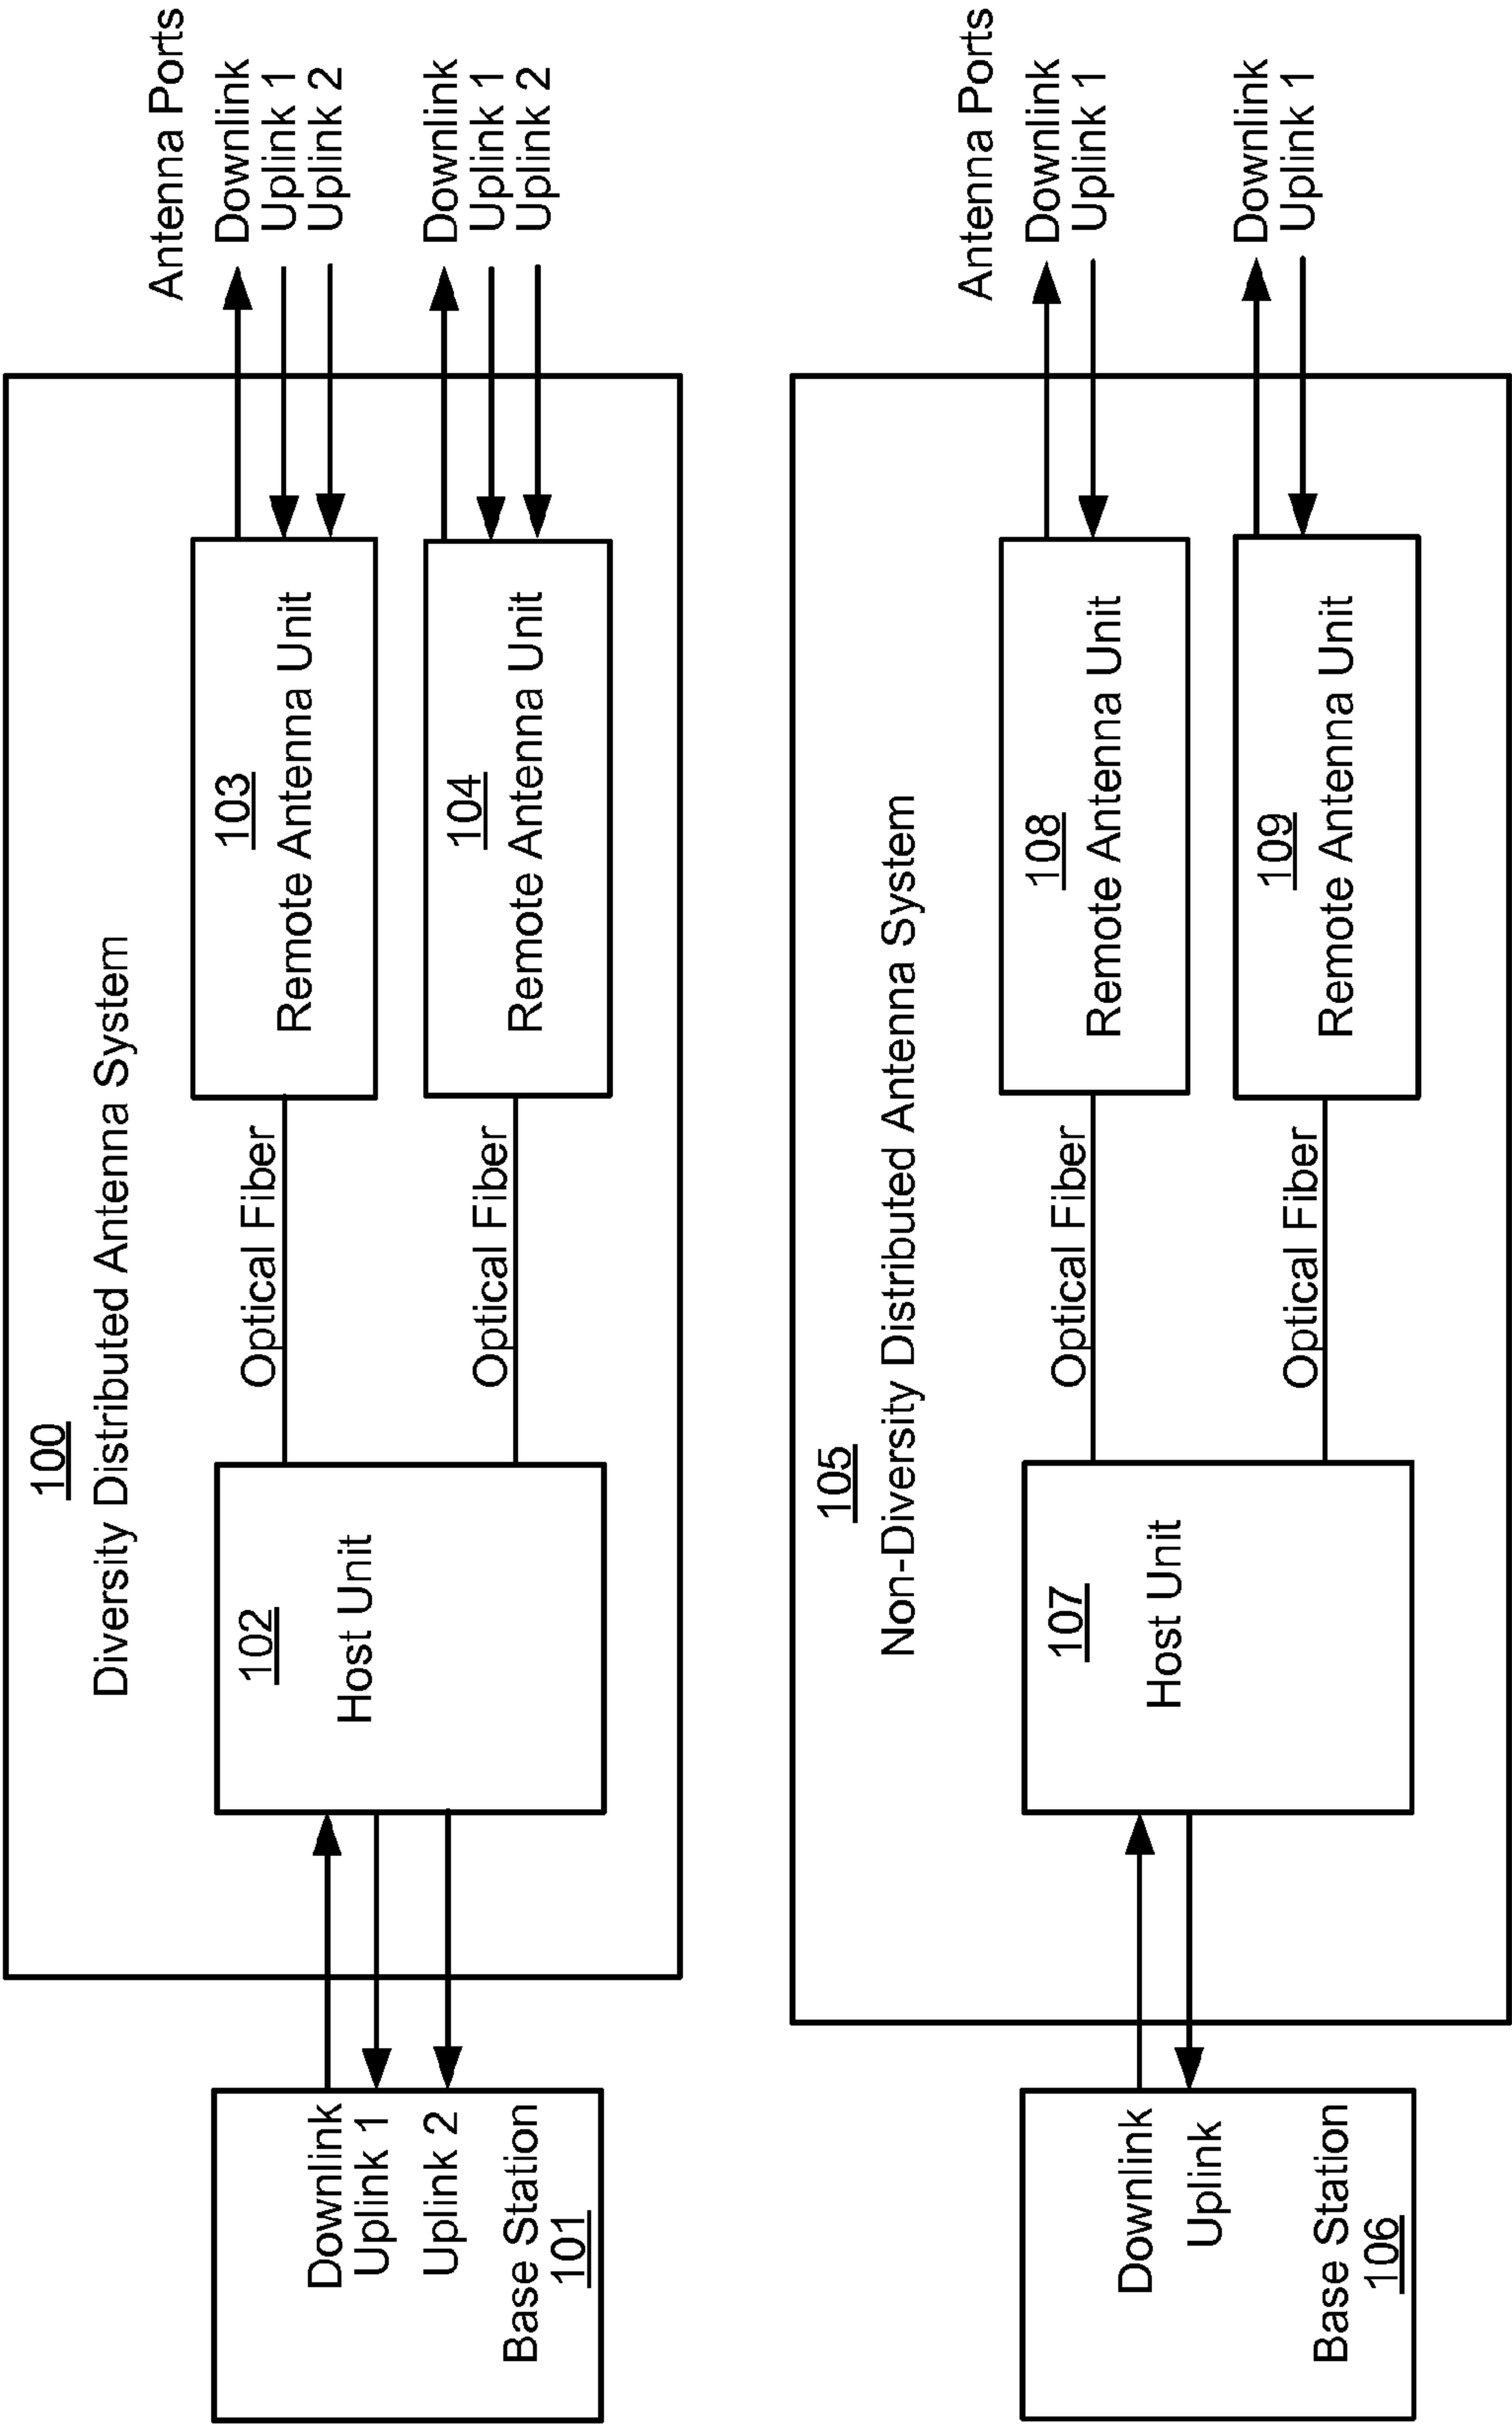 100
Diversity Distributed Antenna System
Antenna Ports
Downlink
Uplink 1
Uplink 2
Base Station
101
102
Host Unit
Optical Fiber
103
Remote Antenna Unit
Downlink
Uplink 1
Uplink 2
Optical Fiber
104
Remote Antenna Unit
Downlink
Uplink 1
Uplink 2
105
Non-Diversity Distributed Antenna System
Antenna Ports
Downlink
Uplink
Base Station
106
107
Host Unit
Optical Fiber
108
Remote Antenna Unit
Downlink
Uplink 1
Optical Fiber
109
Remote Antenna Unit
Downlink
Uplink 1